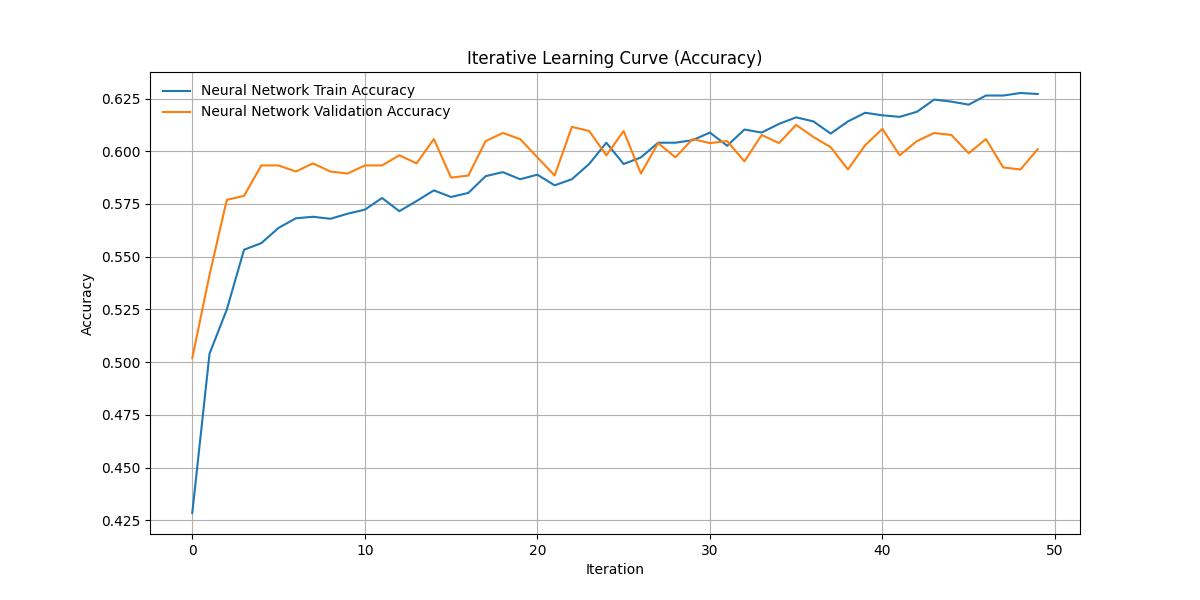 Iterative Learning Curve (Accuracy)
Neural Network Train Accuracy
Neural Network Validation Accuracy
0.625
0.600
0.575
0.550
0.525
0.500
0.475
0.450
0.425
Accuracy
0 10 20 30 40 50
Iteration